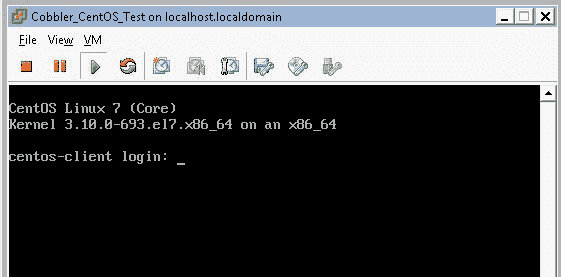 Cobbler_CentOS_Test on localhost.localdomain
File View VM
CentOS Linux 7 (Core)
Kernel 3.10.0-693.el7.x86_64 on an x86_64
centos-client login: _